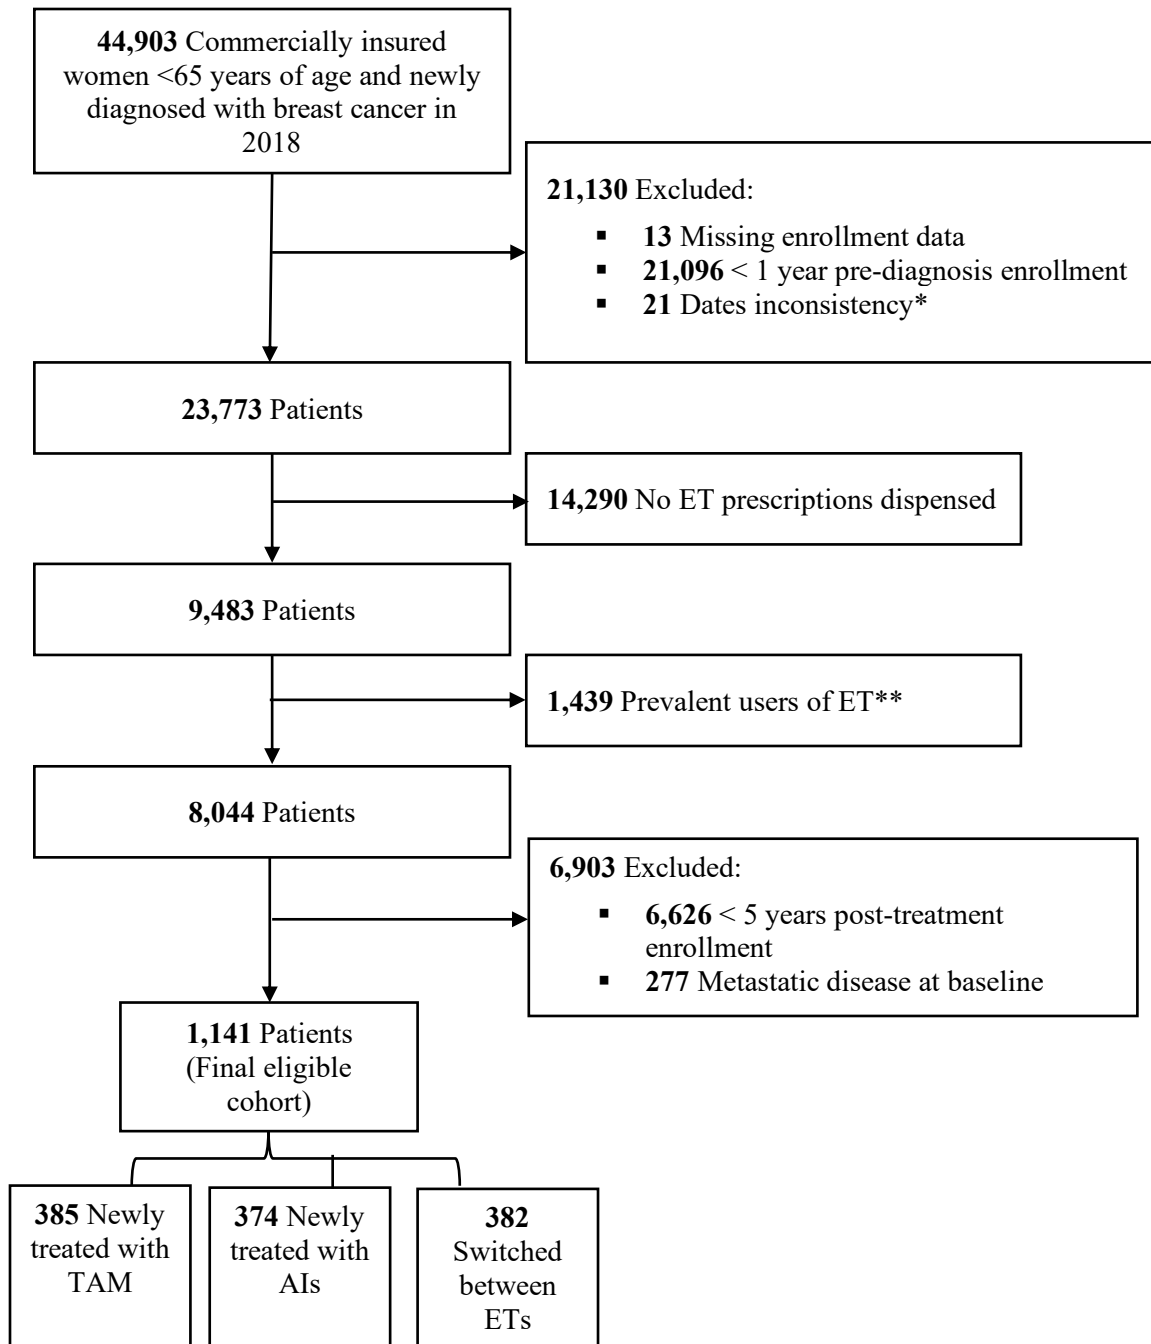 44,903 Commercially insured
women <65 years of age and newly
diagnosed with breast cancer in
2018
21,130 Excluded:
▪ 13 Missing enrollment data
▪ 21,096 < 1 year pre-diagnosis enrollment
▪ 21 Dates inconsistency*
23,773 Patients
14,290 No ET prescriptions dispensed
9,483 Patients
1,439 Prevalent users of ET**
8,044 Patients
6,903 Excluded:
▪ 6,626 < 5 years post-treatment
enrollment
▪ 277 Metastatic disease at baseline
1,141 Patients
(Final eligible
cohort)
385 Newly
treated with
TAM
374 Newly
treated with
AIs
382
Switched
between
ETs